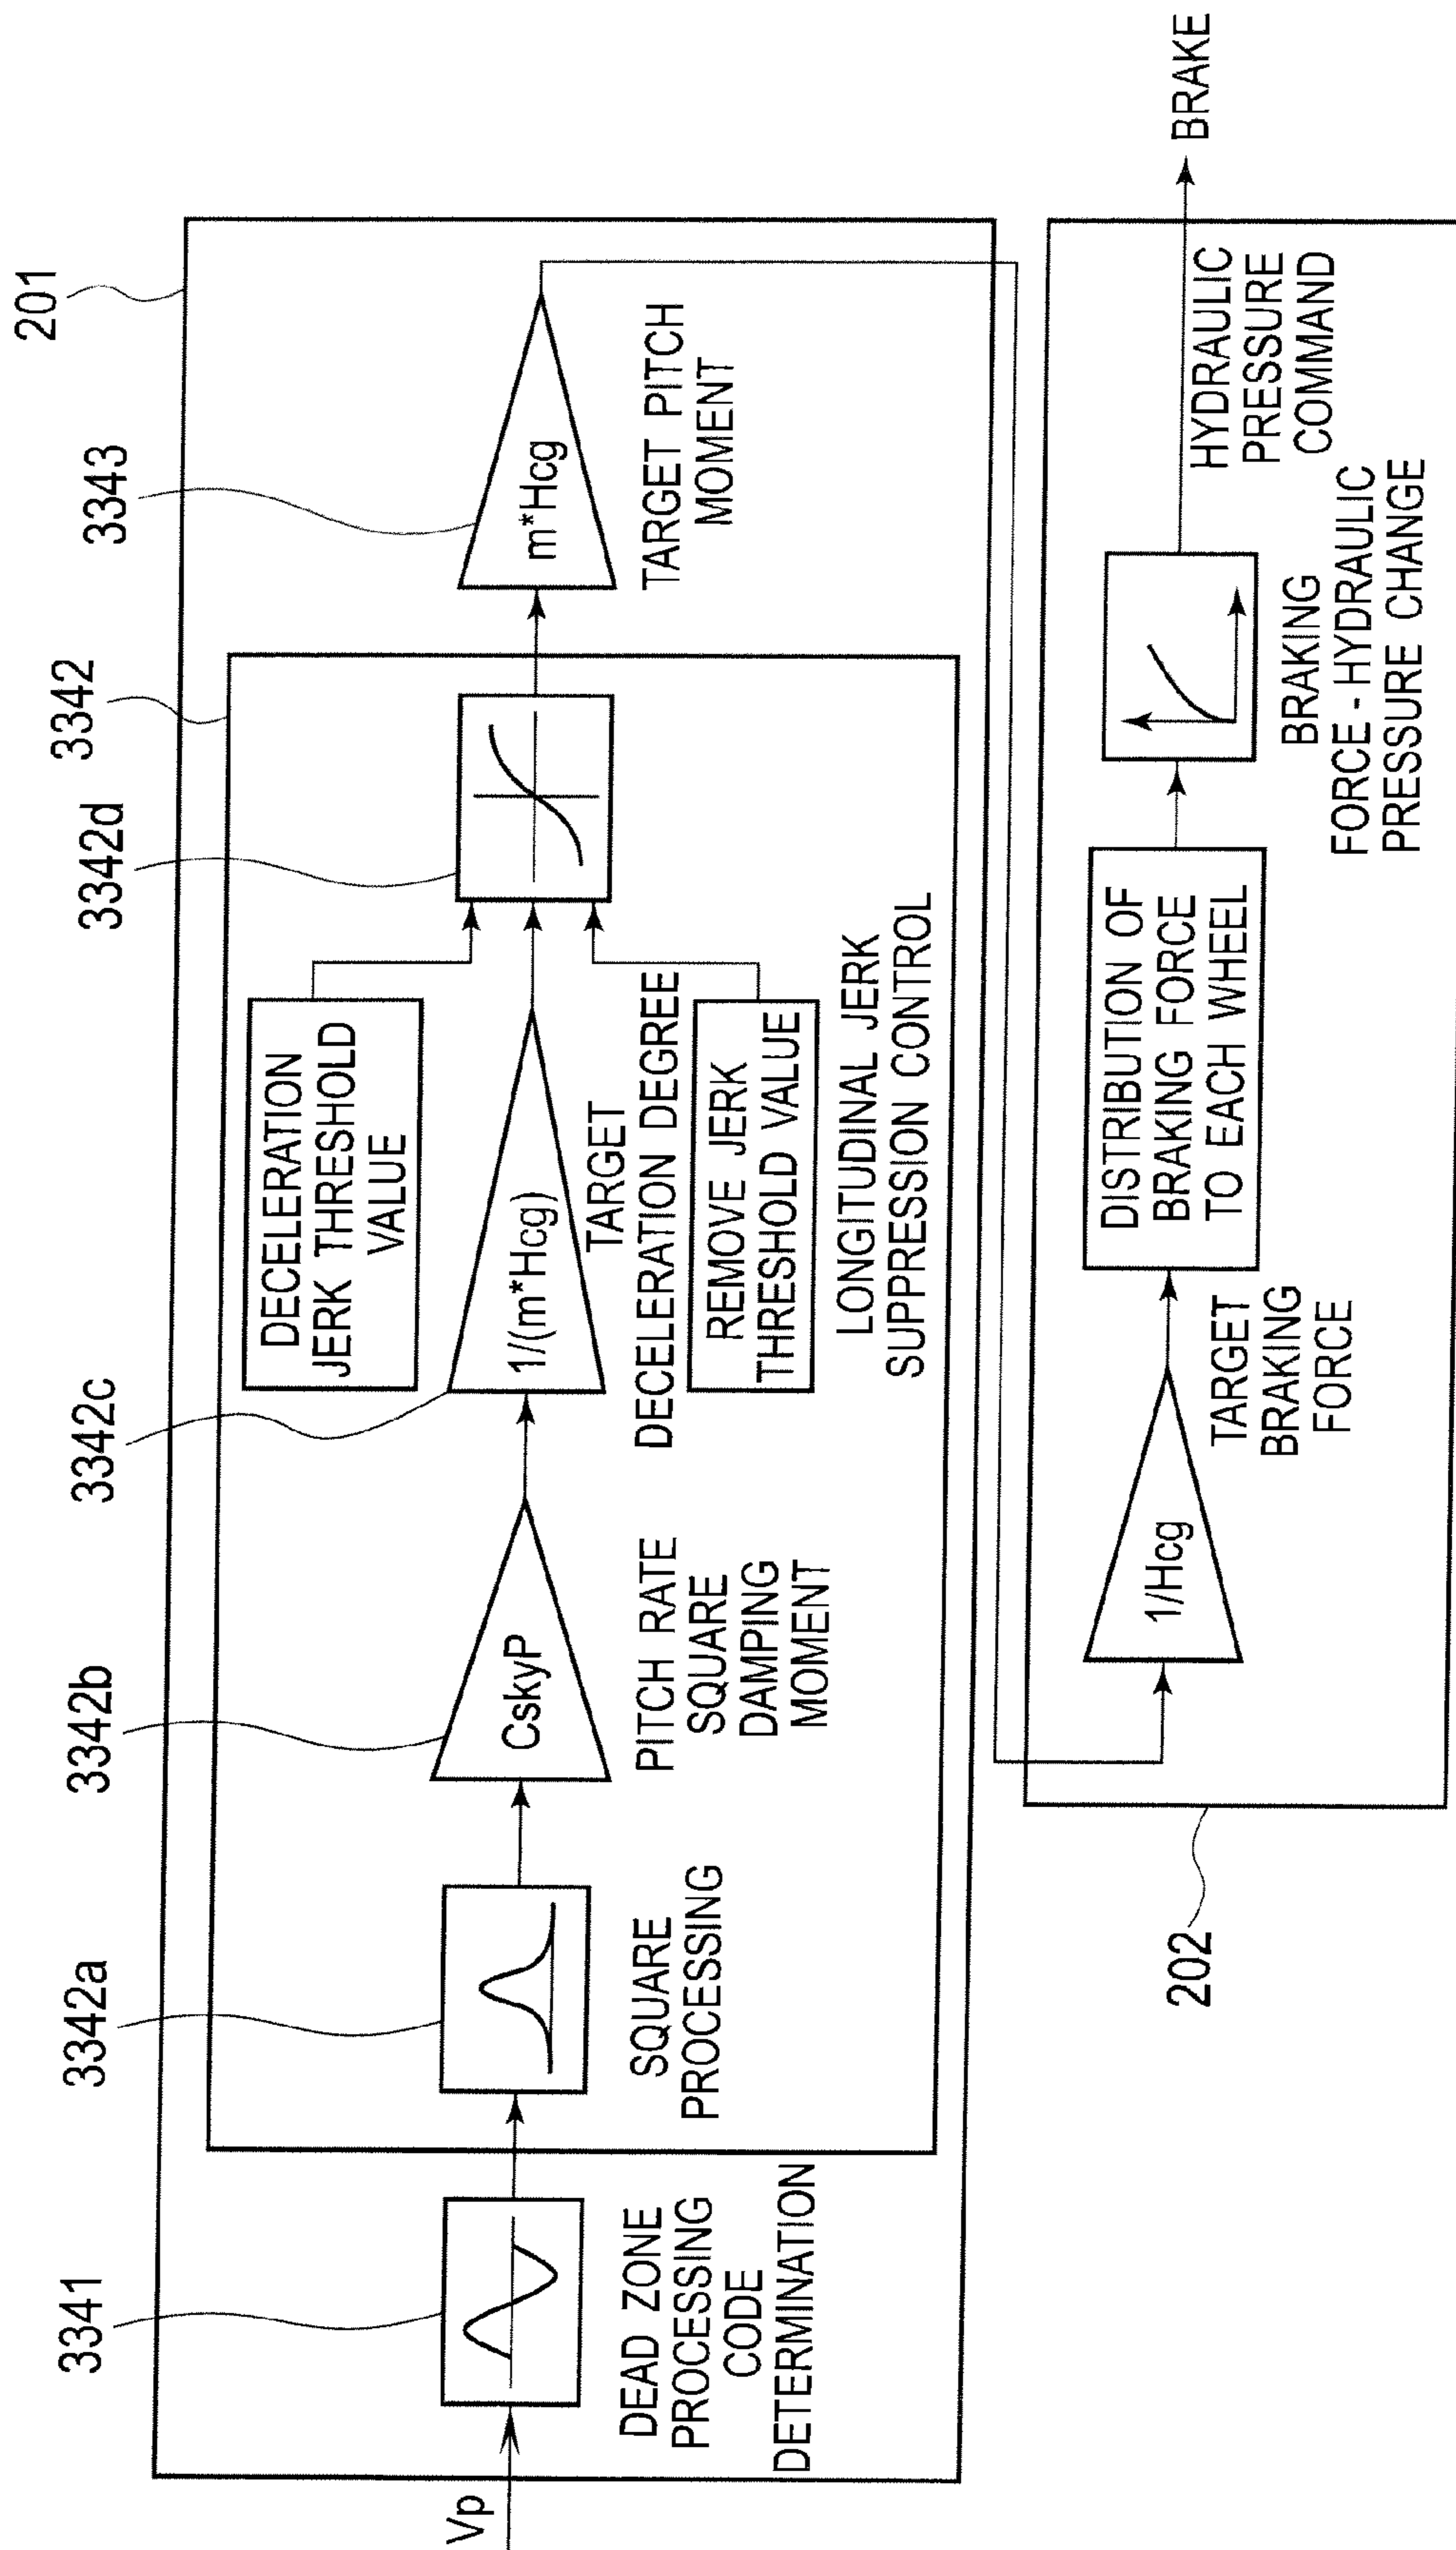 201
3343
3342
3342d
3342c
3342b
3342a
3341
Vp
DEAD ZONE
PROCESSING
CODE
DETERMINATION
SQUARE
PROCESSING
CskyP
PITCH RATE
SQUARE
DAMPING
MOMENT
DECELERATION
JERK THRESHOLD
VALUE
1/(m*Hcg)
TARGET
DECELERATION DEGREE
REMOVE JERK
THRESHOLD VALUE
LONGITUDINAL JERK
SUPPRESSION CONTROL
m*Hcg
TARGET PITCH
MOMENT
202
1/Hcg
TARGET
BRAKING
FORCE
DISTRIBUTION OF
BRAKING FORCE
TO EACH WHEEL
BRAKING
FORCE - HYDRAULIC
PRESSURE CHANGE
HYDRAULIC
PRESSURE
COMMAND
BRAKE